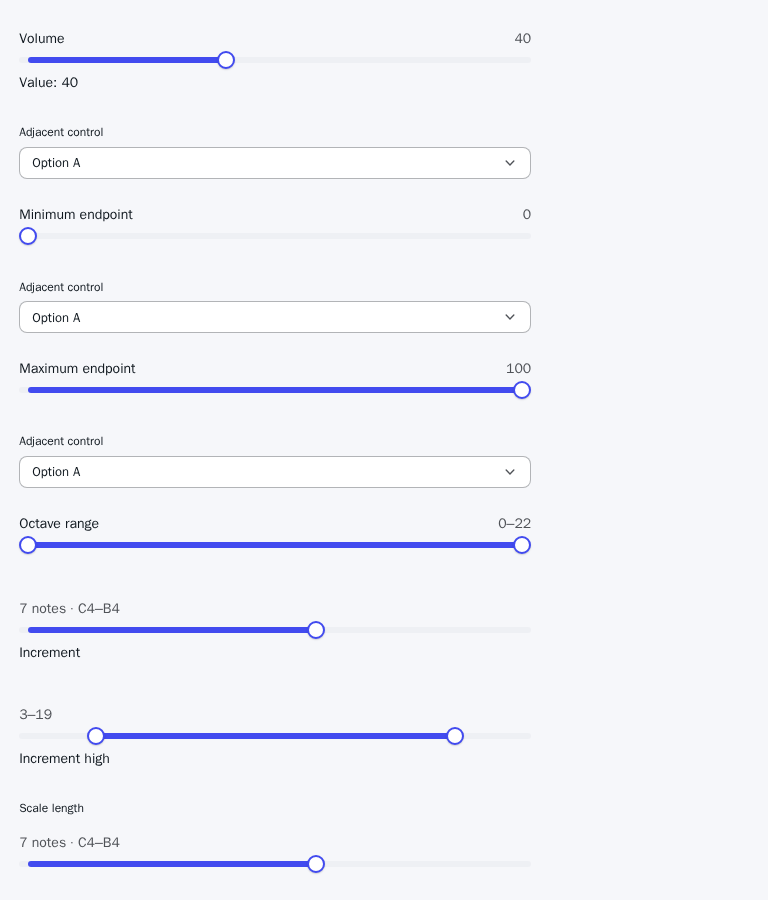 Volume 40
Value: 40
Adjacent control
Option A
Minimum endpoint 0
Adjacent control
Option A
Maximum endpoint 100
Adjacent control
Option A
Octave range 0–22
7 notes · C4–B4
Increment
3–19
Increment high
Scale length
7 notes · C4–B4